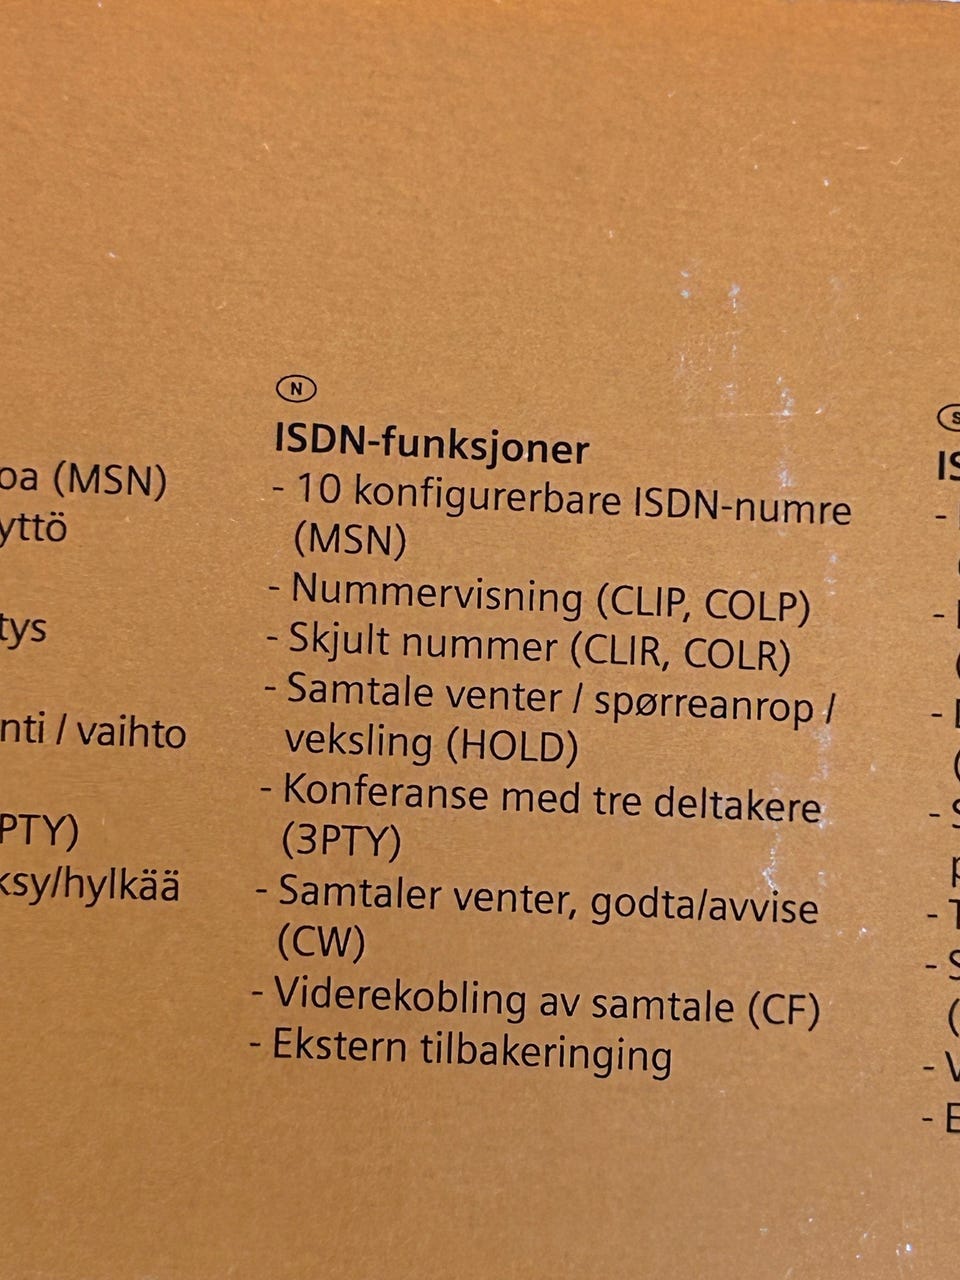 oa (MSN)
yttö
tys
nti / vaihto
PTY)
ksy/hylkää
N
ISDN-funksjoner
- 10 konfigurerbare ISDN-numre
(MSN)
- Nummervisning (CLIP, COLP)
- Skjult nummer (CLIR, COLR)
- Samtale venter / spørreanrop /
veksling (HOLD)
- Konferanse med tre deltakere
(3PTY)
- Samtaler venter, godta/avvise
(CW)
- Viderekobling av samtale (CF)
- Ekstern tilbakeringing
S
IS